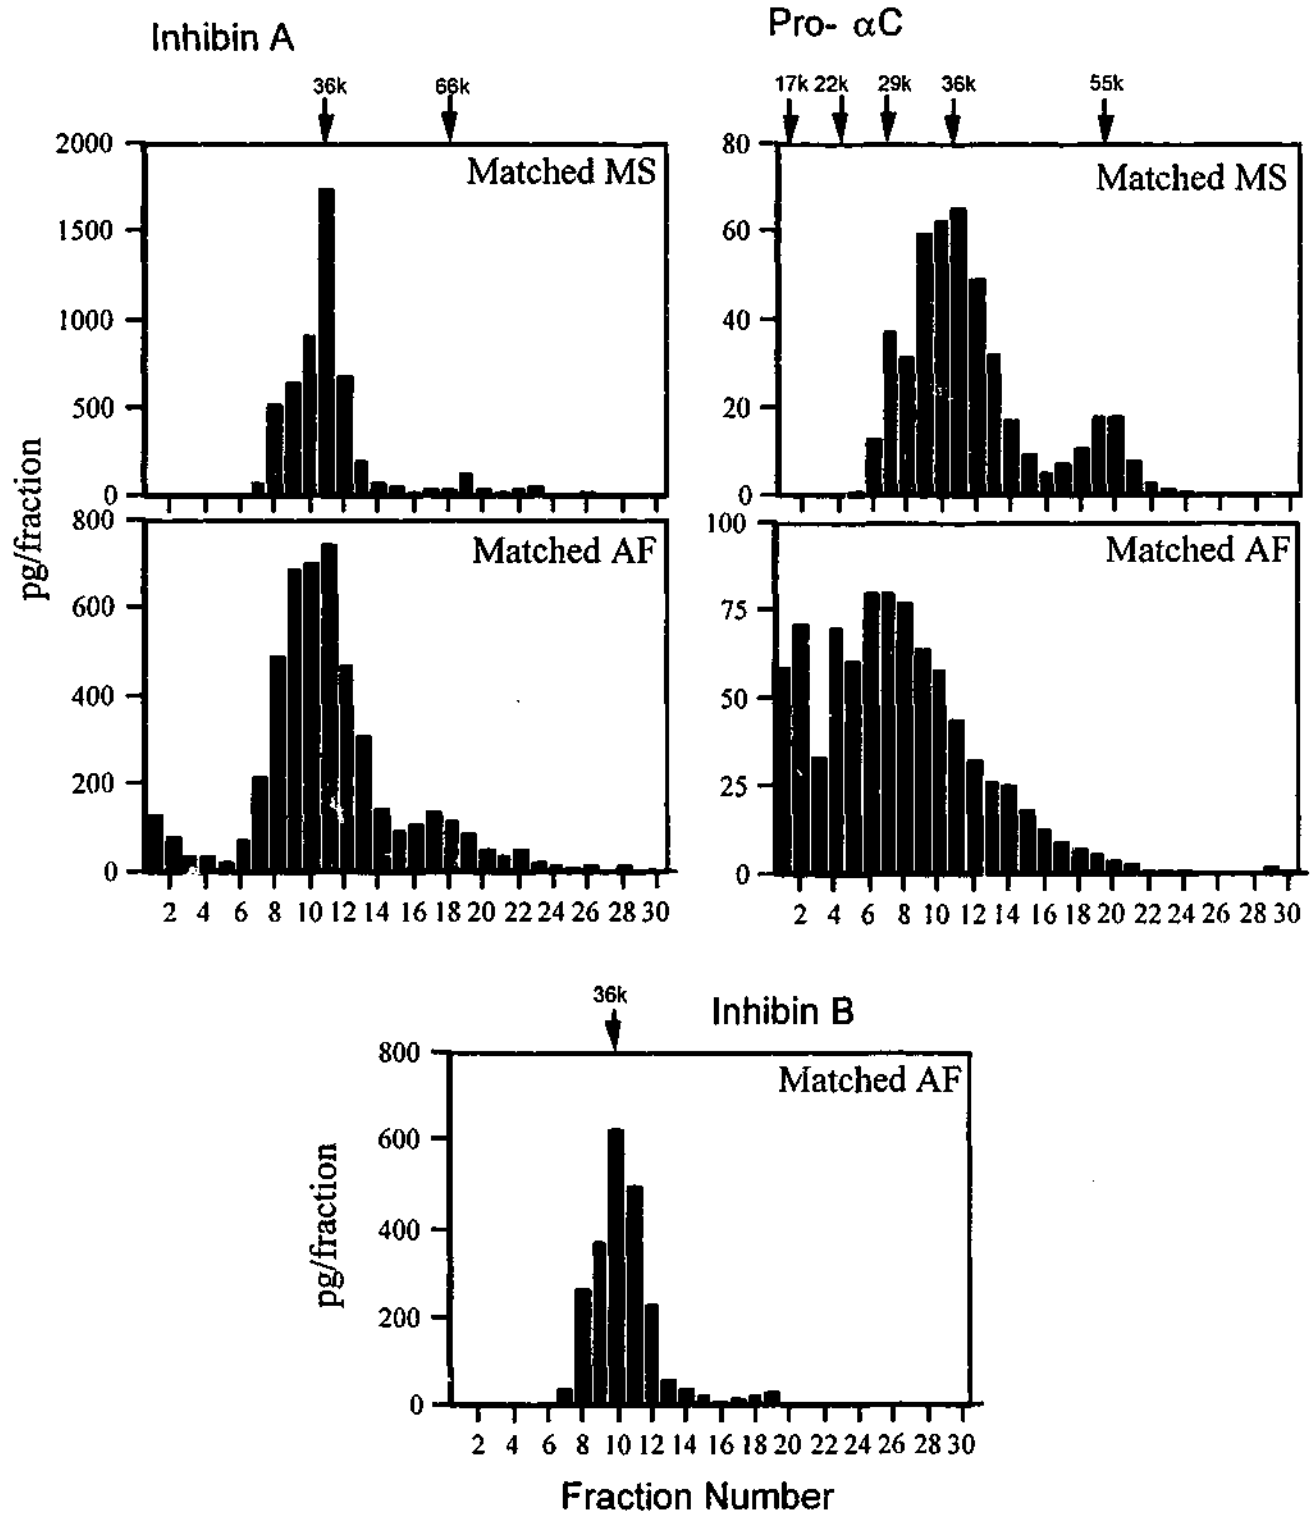 Inhibin A
Pro- αC
36k 66k
17k 22k 29k 36k 55k
2000
1500
1000
500
0
Matched MS
80
60
40
20
0
Matched MS
pg/fraction
800
600
400
200
0
Matched AF
2 4 6 8 10 12 14 16 18 20 22 24 26 28 30
100
75
50
25
0
Matched AF
2 4 6 8 10 12 14 16 18 20 22 24 26 28 30
36k
Inhibin B
800
600
400
200
0
Matched AF
pg/fraction
2 4 6 8 10 12 14 16 18 20 22 24 26 28 30
Fraction Number